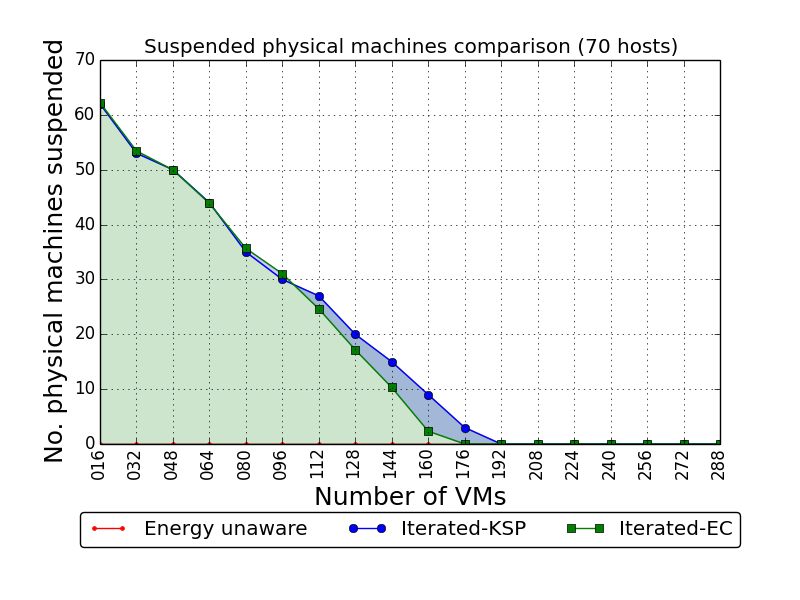 Suspended physical machines comparison (70 hosts)
No. physical machines suspended
70
60
50
40
30
20
10
0
016 032 048 064 080 096 112 128 144 160 176 192 208 224 240 256 272 288
Number of VMs
Energy unaware Iterated-KSP Iterated-EC